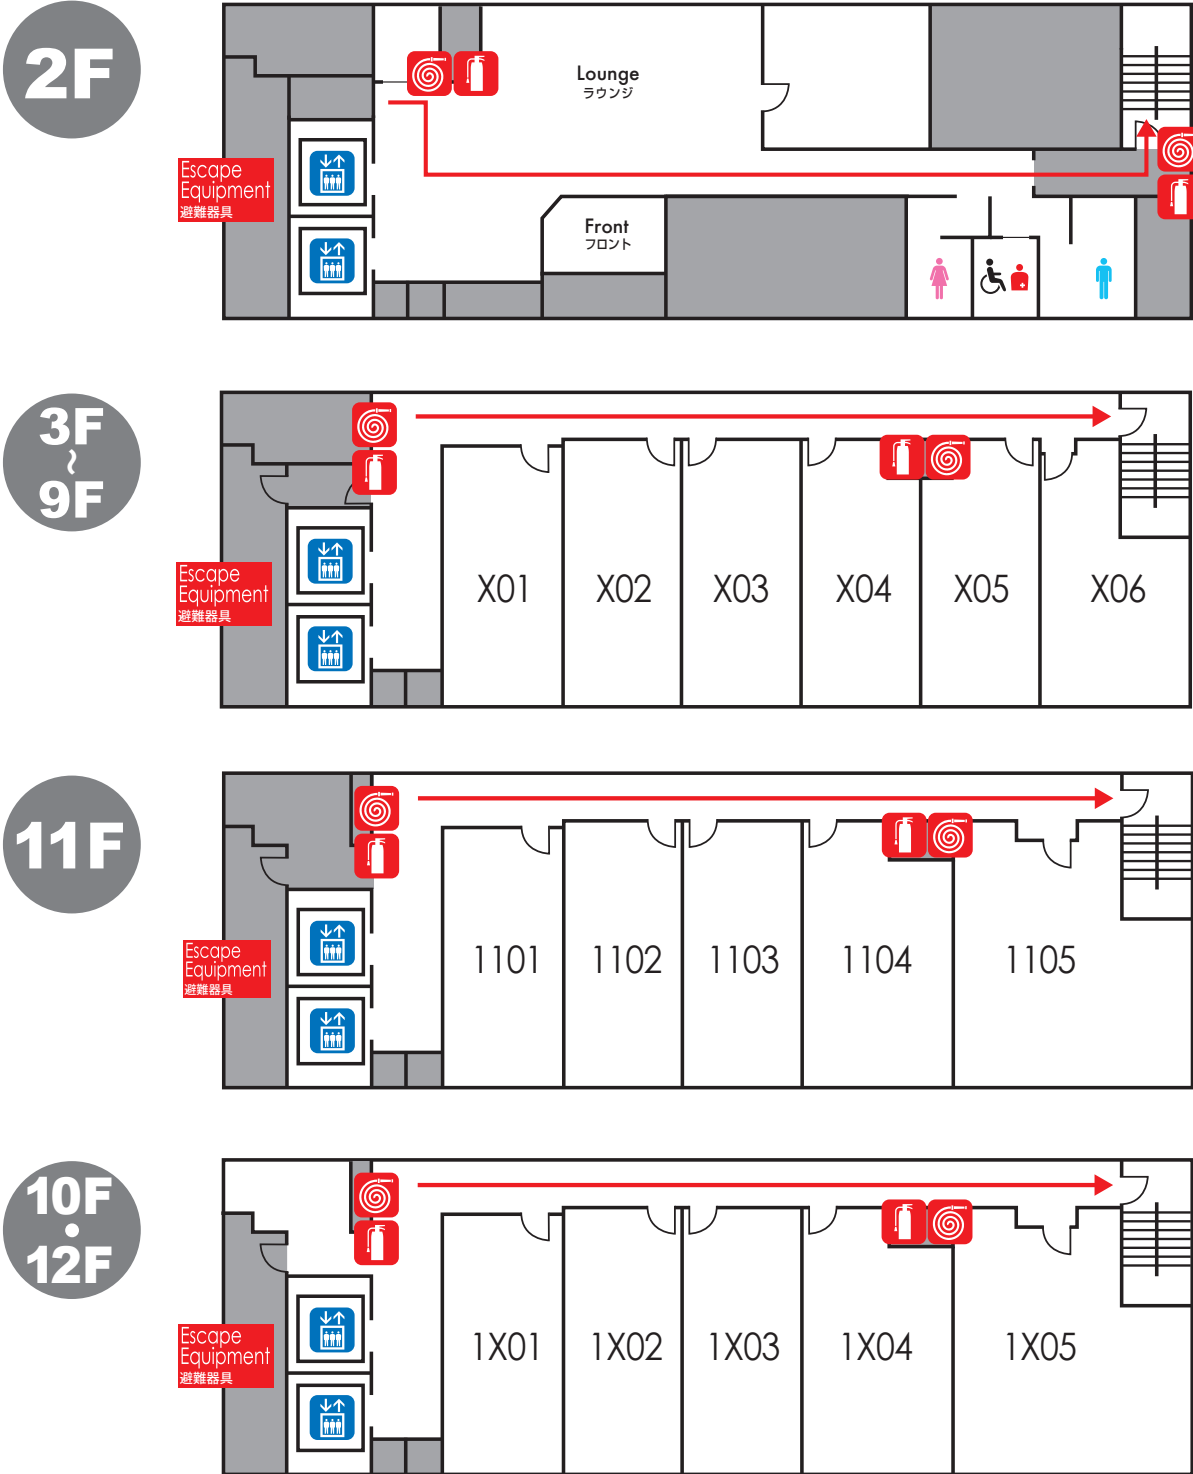 2F
Lounge
ラウンジ
Escape
Equipment
避難器具
Front
フロント
3F
~
9F
Escape
Equipment
避難器具
X01 X02 X03 X04 X05 X06
11F
Escape
Equipment
避難器具
1101 1102 1103 1104 1105
10F
・
12F
Escape
Equipment
避難器具
1X01 1X02 1X03 1X04 1X05